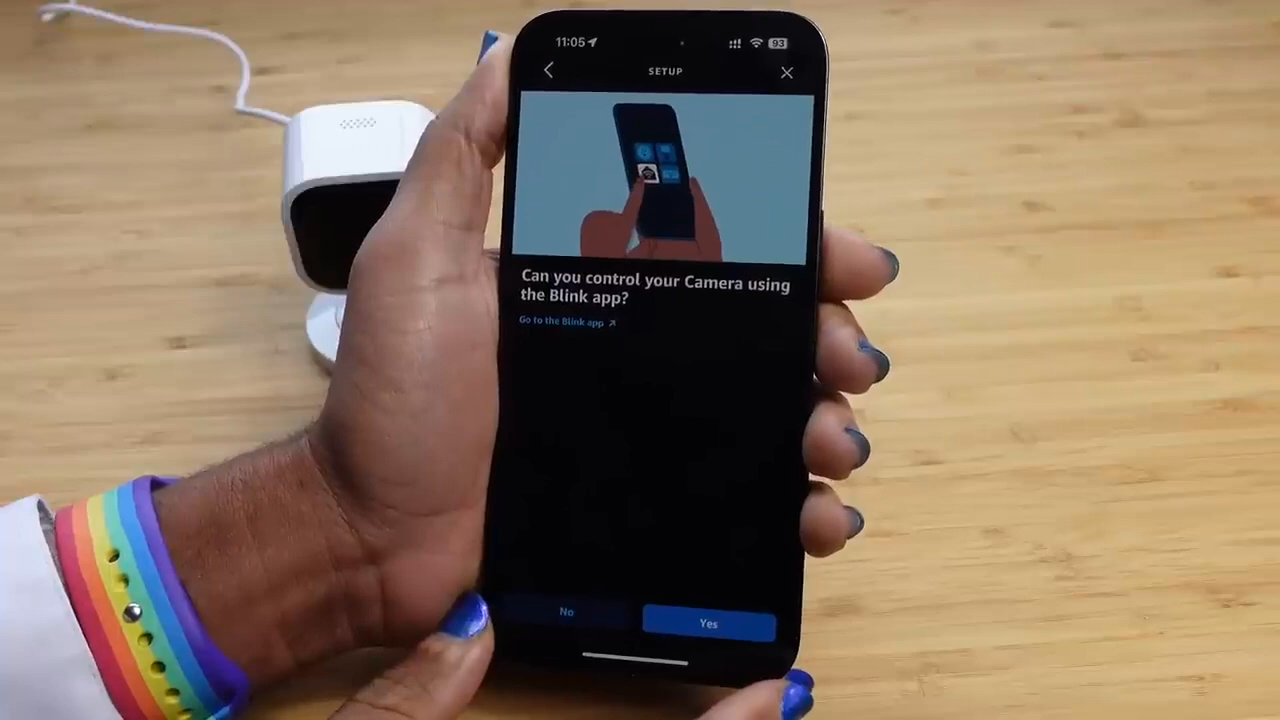 11:05
93
SETUP
Can you control your Camera using
the Blink app?
Go to the Blink app
No
Yes